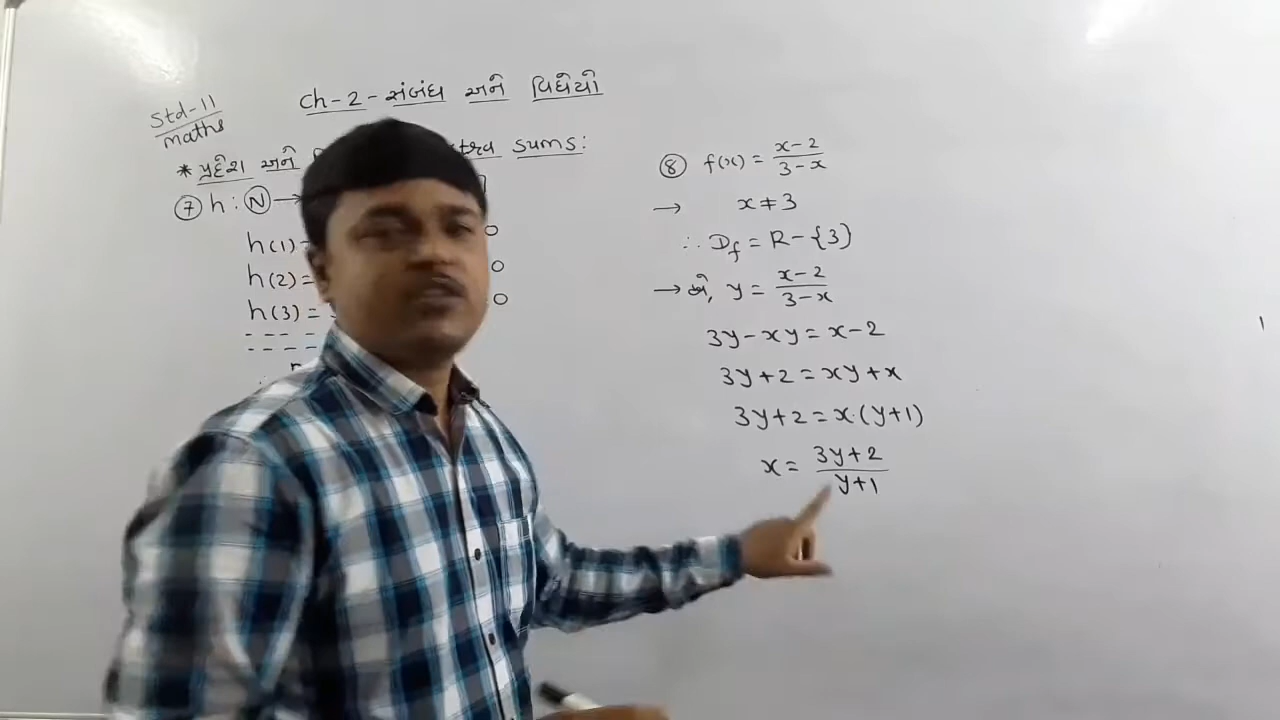 Std-11
maths
Ch-2 - સંબંધ અને વિધેયો
* પ્રદેશ અને
sums:
⑦ h : N →
h(1) =
h(2) =
h(3) =
⑧ f(x) = (x-2)/(3-x)
→ x ≠ 3
∴ Df = R - {3}
→ જો, y = (x-2)/(3-x)
3y - xy = x - 2
3y + 2 = xy + x
3y + 2 = x(y+1)
x = (3y+2)/(y+1)